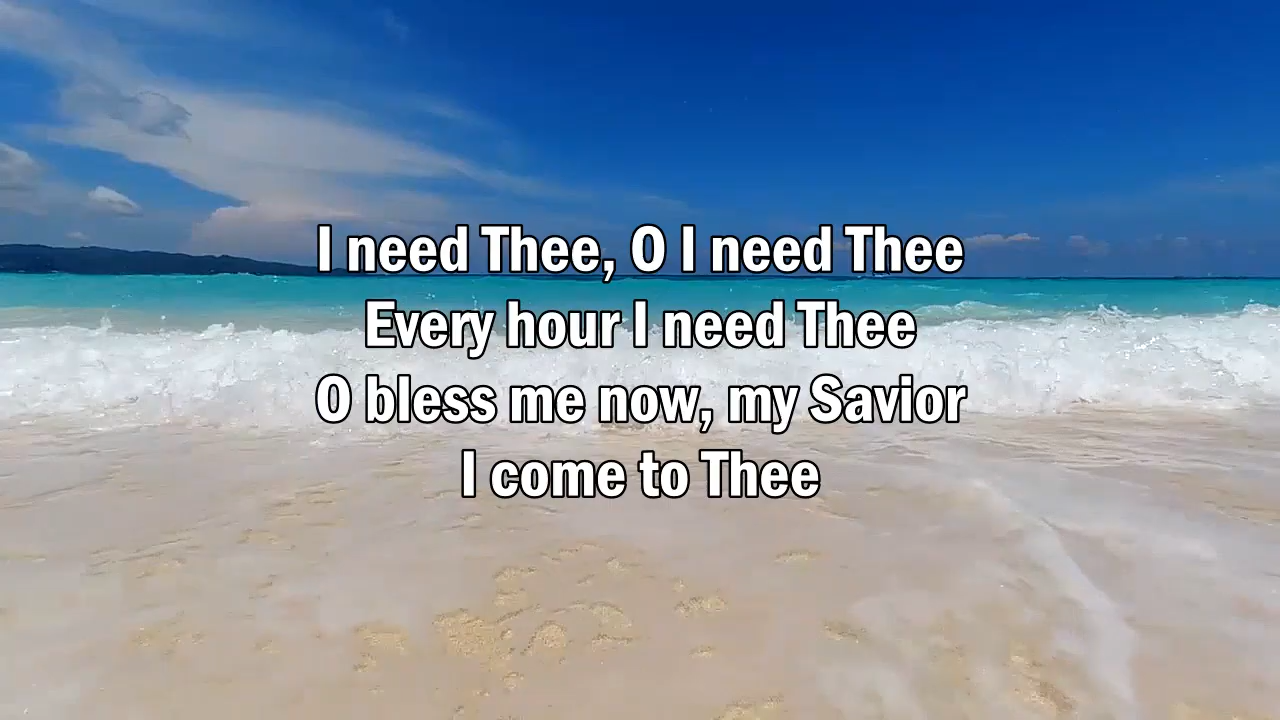 I need Thee, O I need Thee
Every hour I need Thee
O bless me now, my Savior
I come to Thee